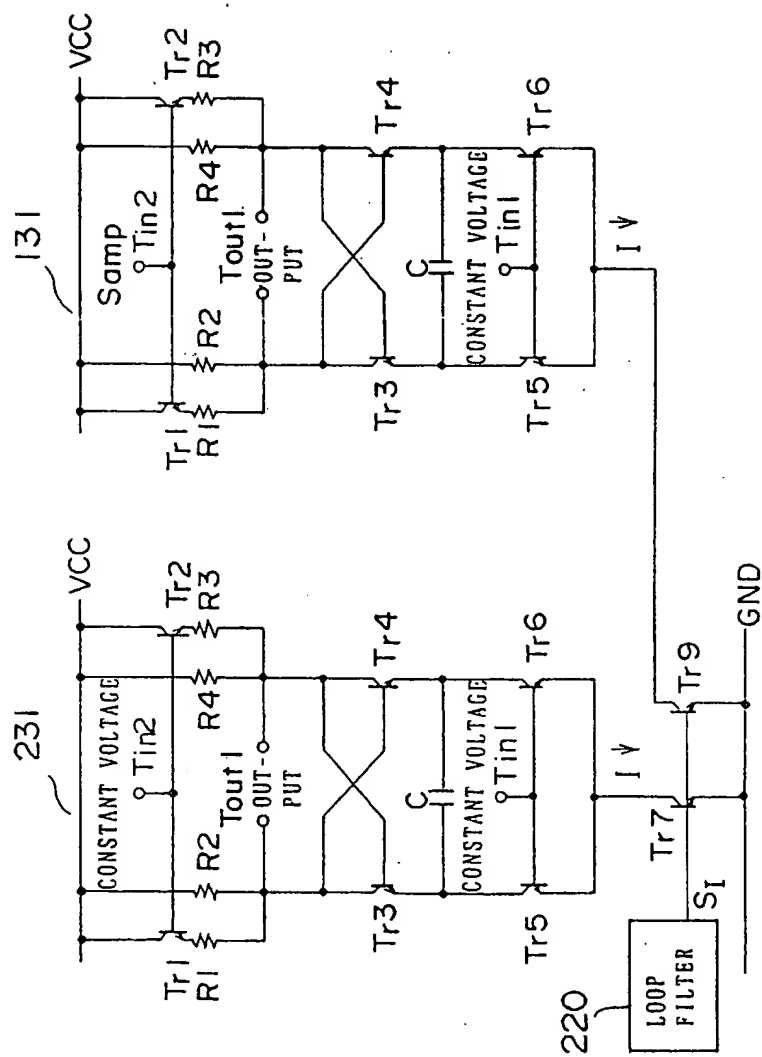 231
VCC
CONSTANT VOLTAGE
Tin2
Tr1
R1
R2
R4
Tr2
R3
Tout1
OUT-
PUT
Tr3
Tr4
C
CONSTANT VOLTAGE
Tin1
Tr5
Tr6
I
131
VCC
Samp
Tin2
Tr1
R1
R2
R4
Tr2
R3
Tout1
OUT-
PUT
Tr3
Tr4
C
CONSTANT VOLTAGE
Tin1
Tr5
Tr6
I
220
LOOP
FILTER
SI
Tr7
Tr9
GND